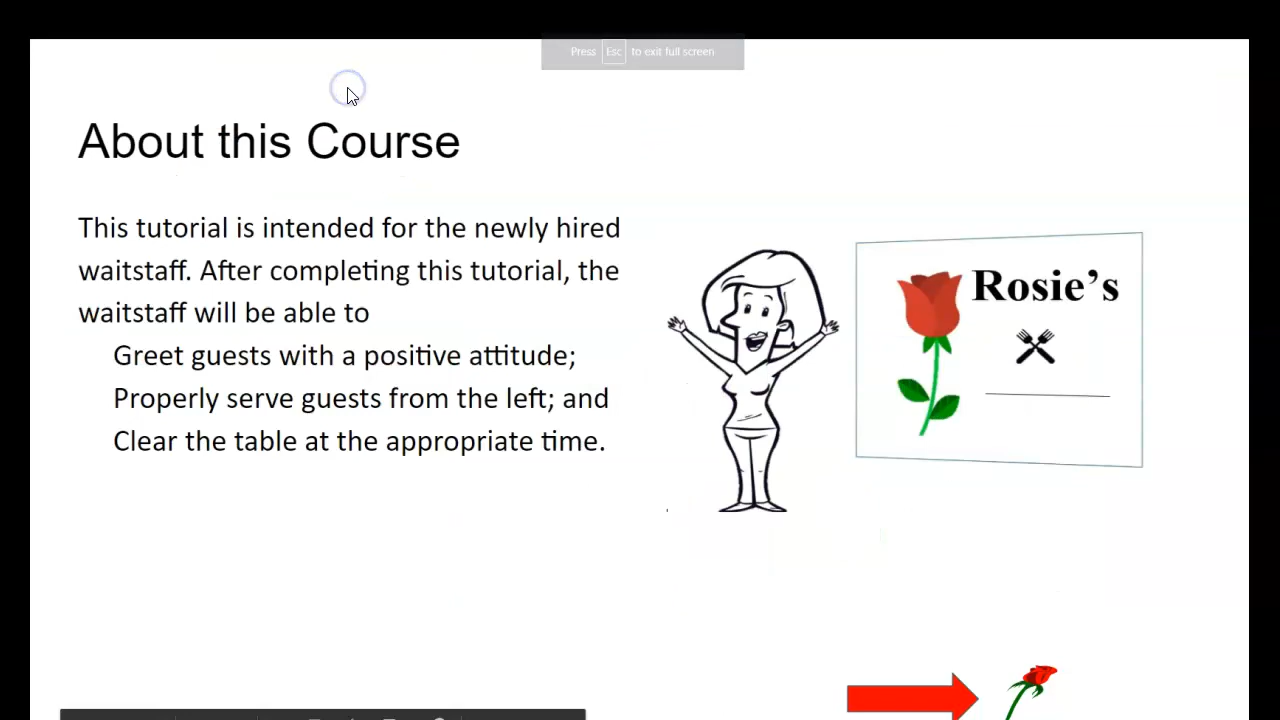 Press Esc to exit full screen
About this Course
This tutorial is intended for the newly hired
waitstaff. After completing this tutorial, the
waitstaff will be able to
Greet guests with a positive attitude;
Properly serve guests from the left; and
Clear the table at the appropriate time.
Rosie’s